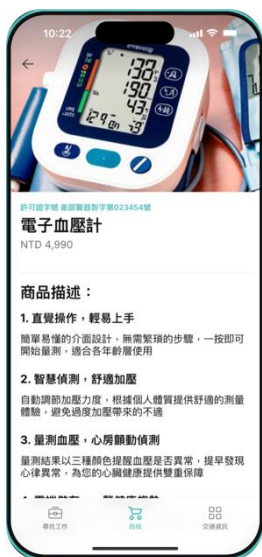 10:22
138
190
43
許可證字號 衛部醫器製字第023454號
電子血壓計
NTD 4,990
商品描述：
1. 直覺操作，輕易上手
簡單易懂的介面設計，無需繁瑣的步驟，一按即可
開始量測，適合各年齡層使用
2. 智慧偵測，舒適加壓
自動調節加壓力度，根據個人體質提供舒適的測量
體驗，避免過度加壓帶來的不適
3. 量測血壓，心房顫動偵測
量測結果以三種顏色提醒血壓是否異常，提早發現
心律異常，為您的心臟健康提供雙重保障
尋找工作
商城
交通資訊